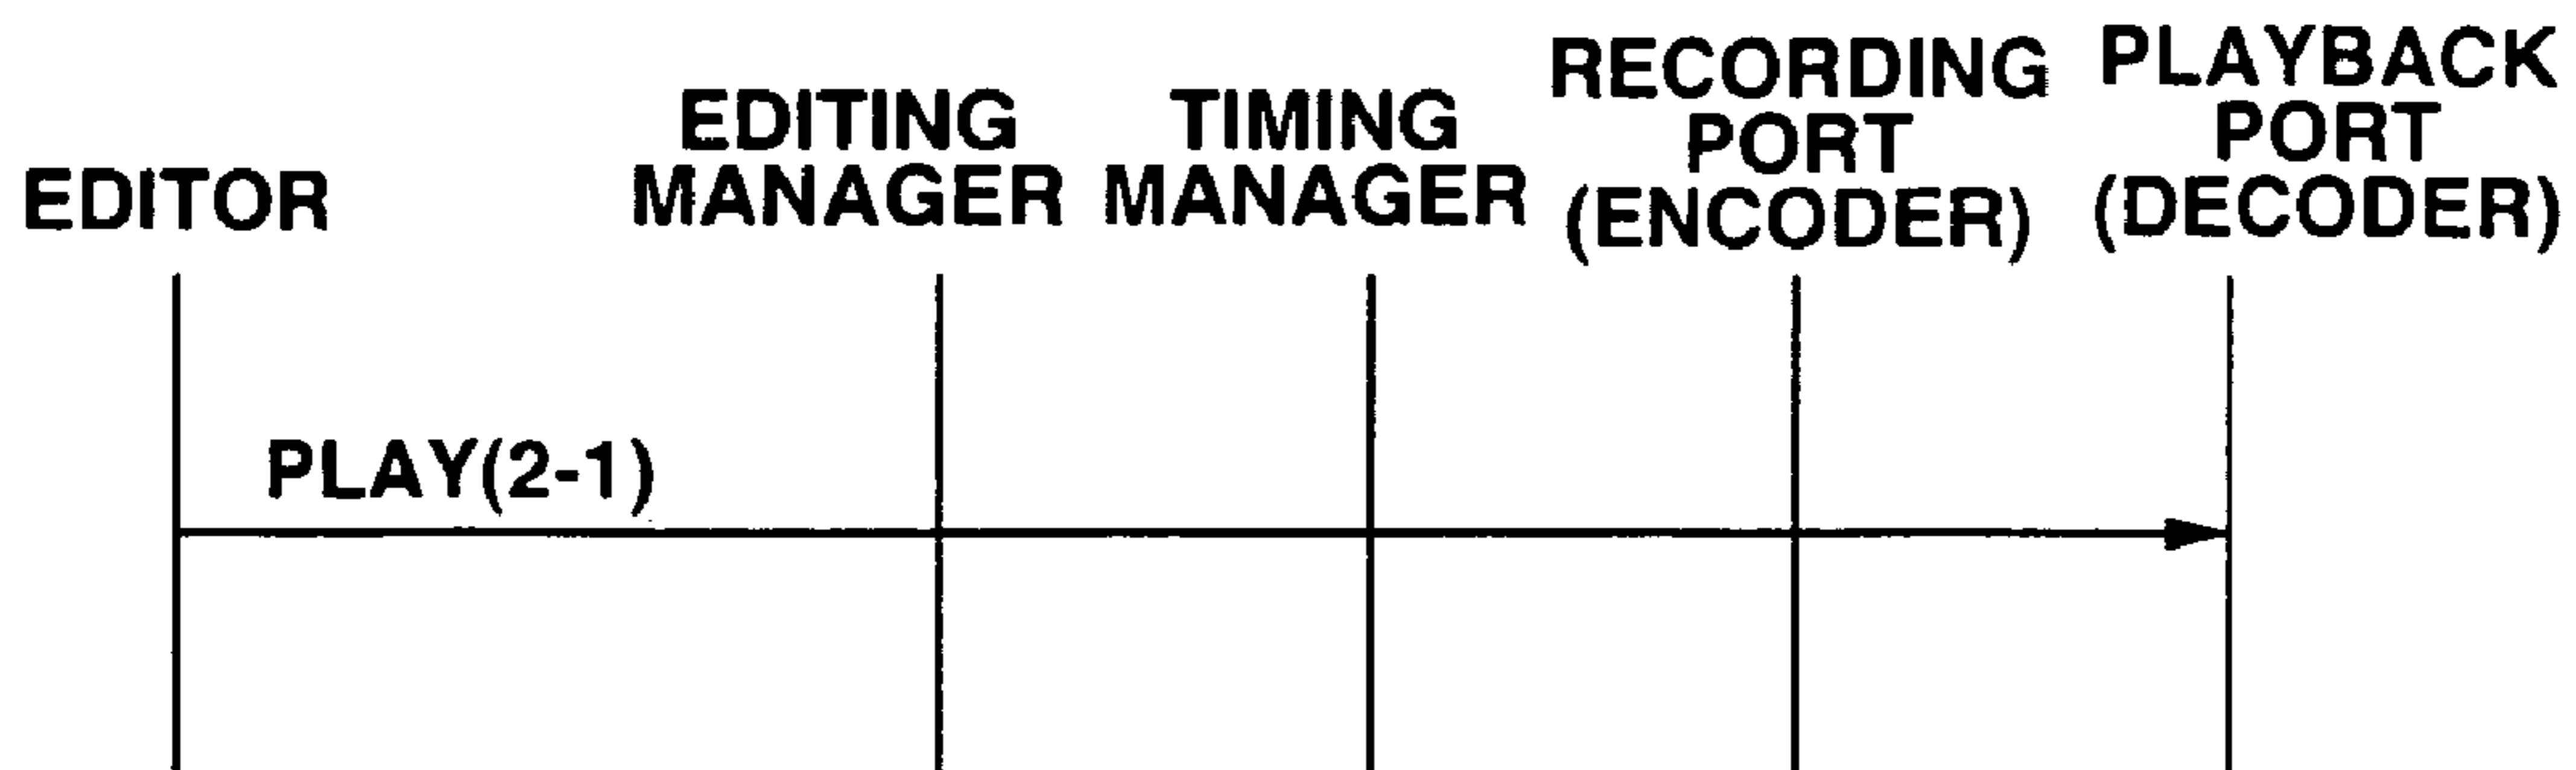 EDITOR
EDITING
MANAGER
TIMING
MANAGER
RECORDING
PORT
(ENCODER)
PLAYBACK
PORT
(DECODER)
PLAY(2-1)